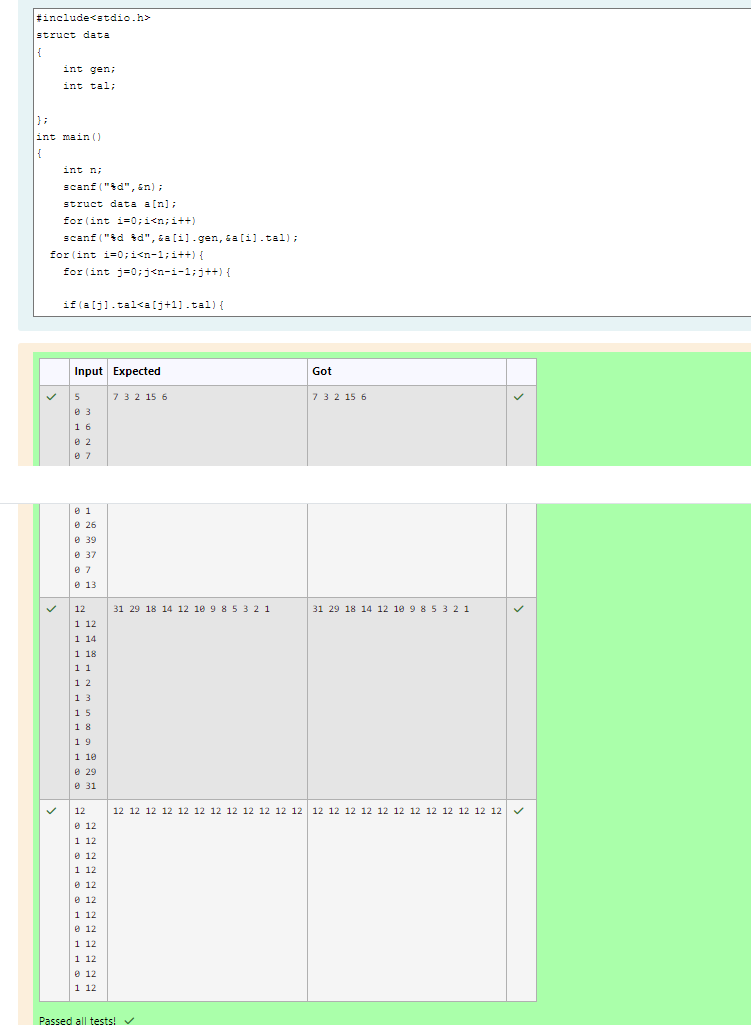 #include<stdio.h>
struct data
{
    int gen;
    int tal;
};
int main()
{
    int n;
    scanf("%d",&n);
    struct data a[n];
    for(int i=0;i<n;i++)
    scanf("%d %d",&a[i].gen,&a[i].tal);
  for(int i=0;i<n-1;i++){
    for(int j=0;j<n-i-1;j++){
    if(a[j].tal<a[j+1].tal){
Input Expected Got
5 7 3 2 15 6 7 3 2 15 6
0 3
1 6
0 2
0 7
0 1
0 26
0 39
0 37
0 7
0 13
12 31 29 18 14 12 10 9 8 5 3 2 1 31 29 18 14 12 10 9 8 5 3 2 1
1 12
1 14
1 18
1 1
1 2
1 3
1 5
1 8
1 9
1 10
0 29
0 31
12 12 12 12 12 12 12 12 12 12 12 12 12 12 12 12 12 12 12 12 12 12 12 12 12
0 12
1 12
0 12
1 12
0 12
0 12
1 12
0 12
1 12
1 12
0 12
1 12
Passed all tests!